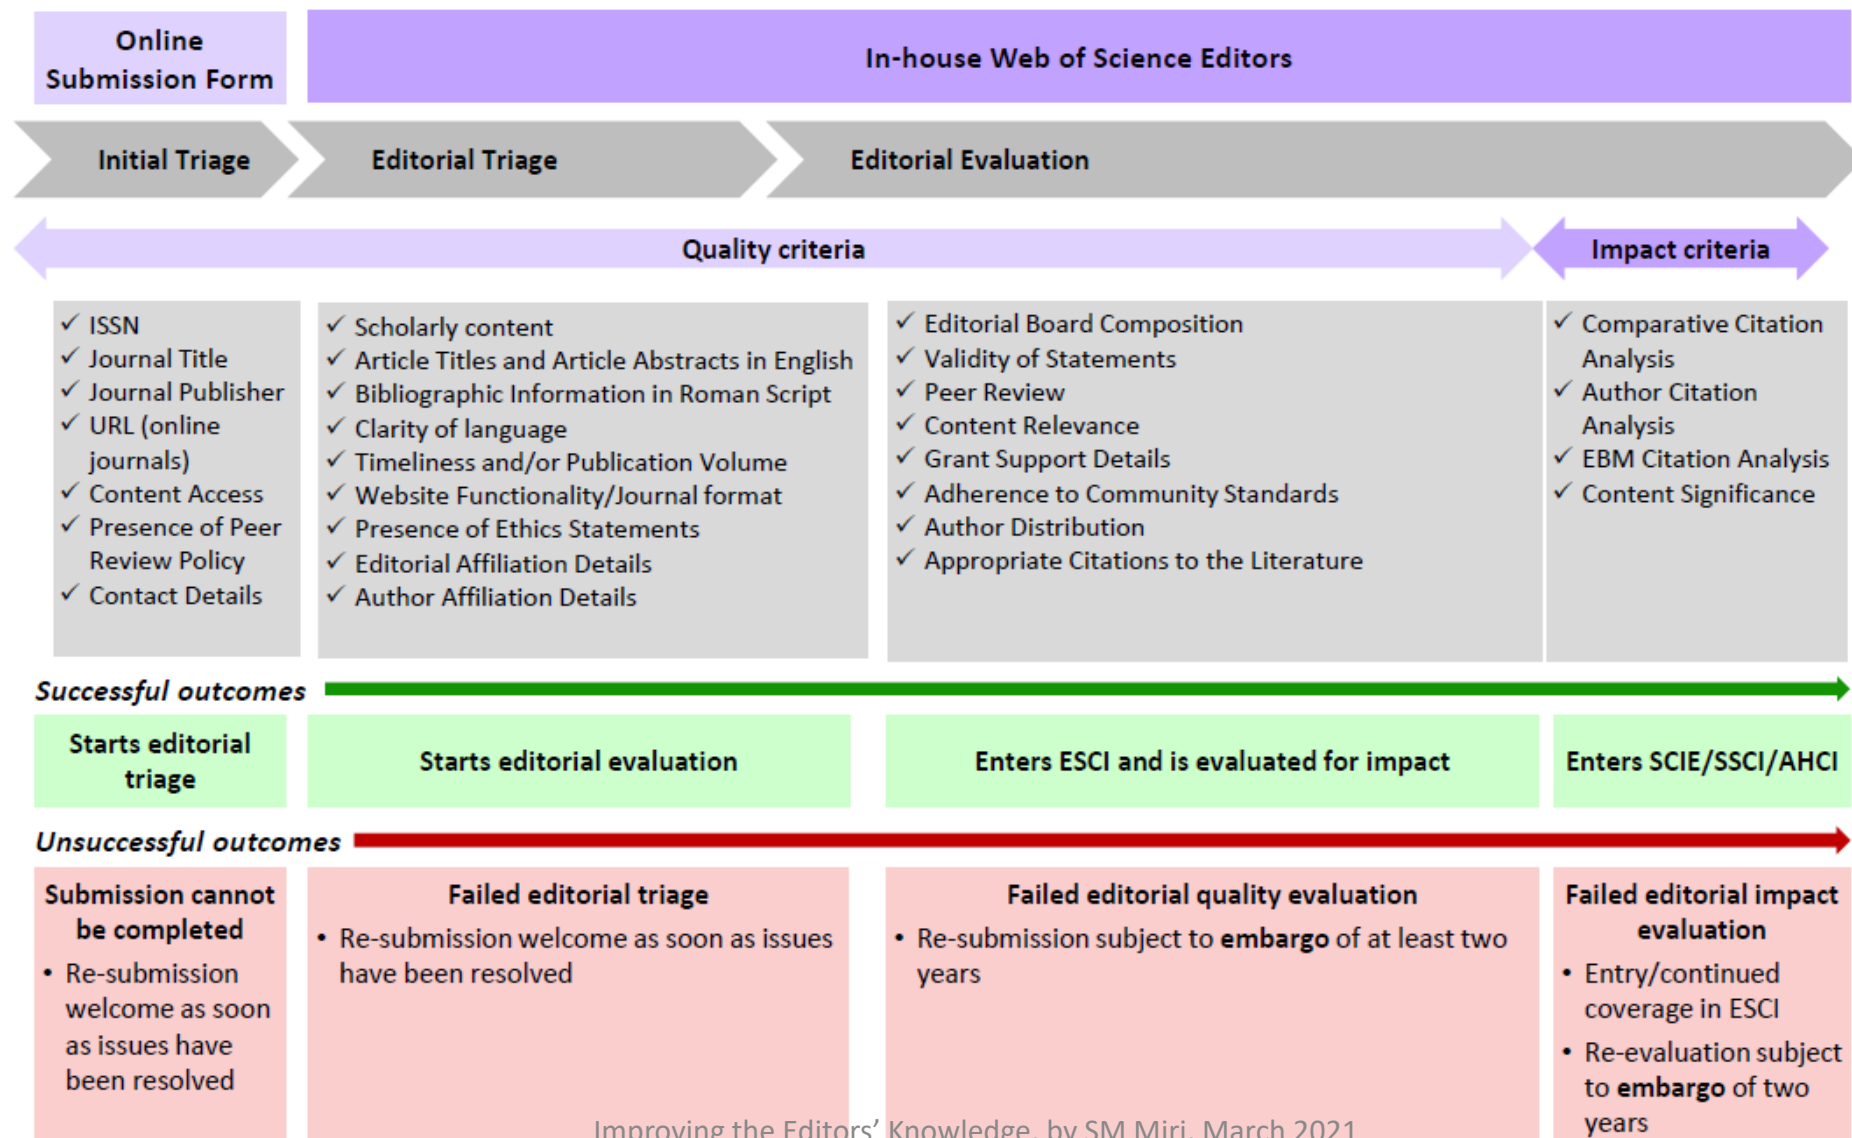 Online
Submission Form
In-house Web of Science Editors
Initial Triage
Editorial Triage
Editorial Evaluation
Quality criteria
Impact criteria
✓ ISSN
✓ Journal Title
✓ Journal Publisher
✓ URL (online
journals)
✓ Content Access
✓ Presence of Peer
Review Policy
✓ Contact Details
✓ Scholarly content
✓ Article Titles and Article Abstracts in English
✓ Bibliographic Information in Roman Script
✓ Clarity of language
✓ Timeliness and/or Publication Volume
✓ Website Functionality/Journal format
✓ Presence of Ethics Statements
✓ Editorial Affiliation Details
✓ Author Affiliation Details
✓ Editorial Board Composition
✓ Validity of Statements
✓ Peer Review
✓ Content Relevance
✓ Grant Support Details
✓ Adherence to Community Standards
✓ Author Distribution
✓ Appropriate Citations to the Literature
✓ Comparative Citation
Analysis
✓ Author Citation
Analysis
✓ EBM Citation Analysis
✓ Content Significance
Successful outcomes
Starts editorial
triage
Starts editorial evaluation
Enters ESCI and is evaluated for impact
Enters SCIE/SSCI/AHCI
Unsuccessful outcomes
Submission cannot
be completed
• Re-submission
welcome as soon
as issues have
been resolved
Failed editorial triage
• Re-submission welcome as soon as issues
have been resolved
Failed editorial quality evaluation
• Re-submission subject to embargo of at least two
years
Failed editorial impact
evaluation
• Entry/continued
coverage in ESCI
• Re-evaluation subject
to embargo of two
years
Improving the Editors' Knowledge, by SM Miri, March 2021